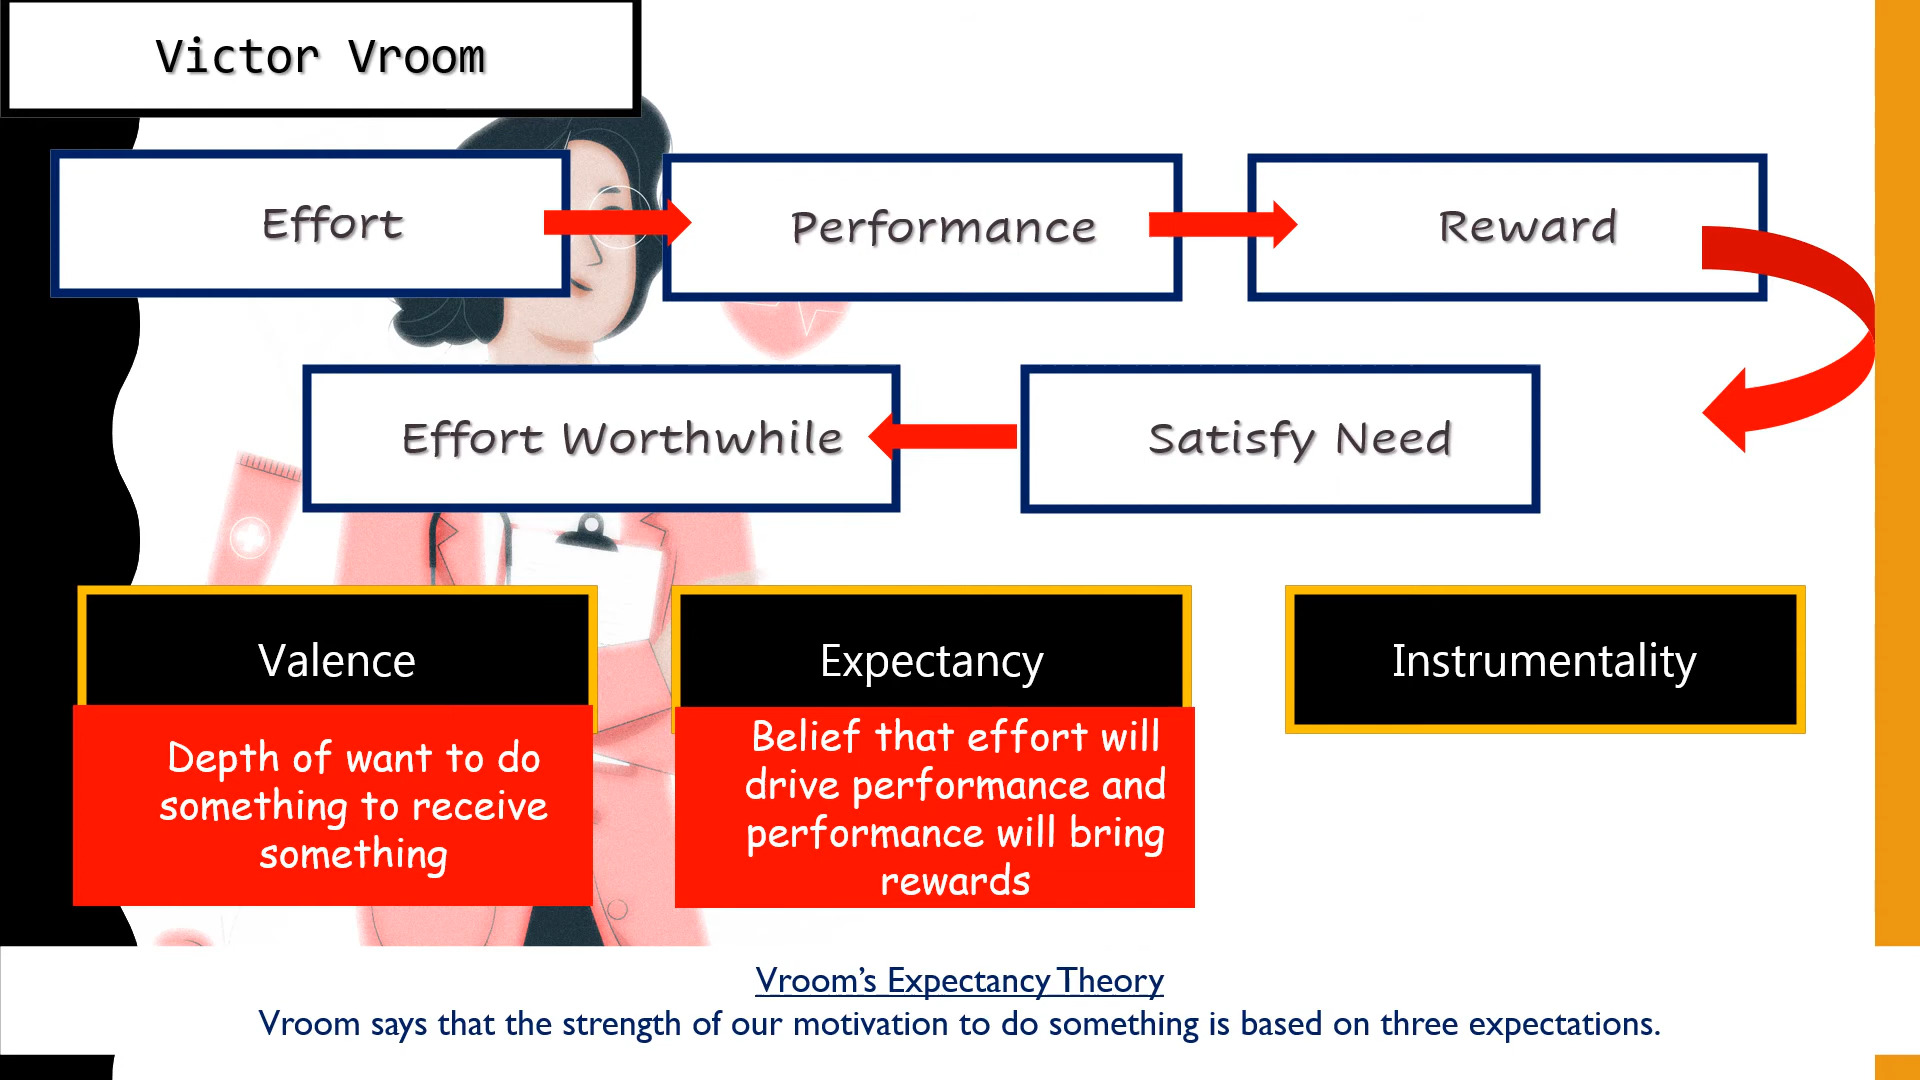 Victor Vroom
Effort
Performance
Reward
Effort Worthwhile
Satisfy Need
Valence
Expectancy
Instrumentality
Depth of want to do
something to receive
something
Belief that effort will
drive performance and
performance will bring
rewards
Vroom’s Expectancy Theory
Vroom says that the strength of our motivation to do something is based on three expectations.